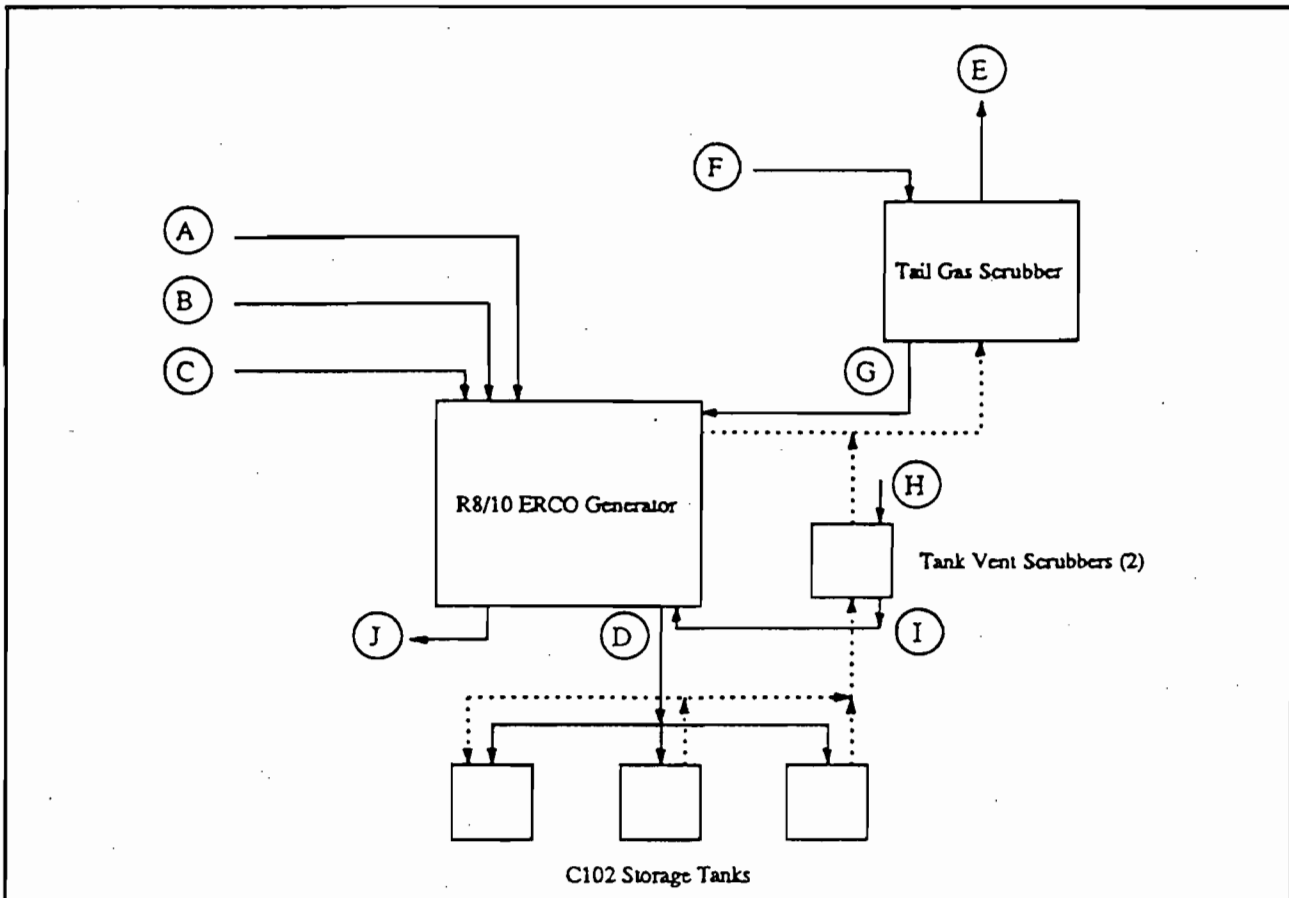 E
F
A
Tail Gas Scrubber
B
C
G
R8/10 ERCO Generator
H
Tank Vent Scrubbers (2)
J
D
I
C102 Storage Tanks